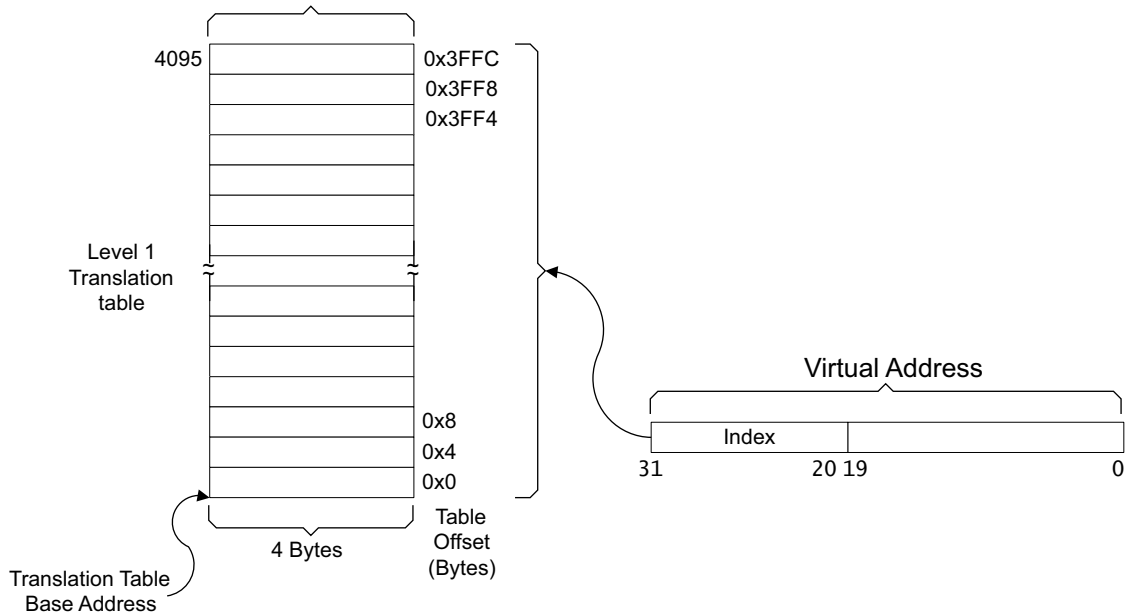 4095
0x3FFC
0x3FF8
0x3FF4
Level 1
Translation
table
≈
≈
Virtual Address
Index
31
20
19
0
0x8
0x4
0x0
4 Bytes
Table
Offset
(Bytes)
Translation Table
Base Address